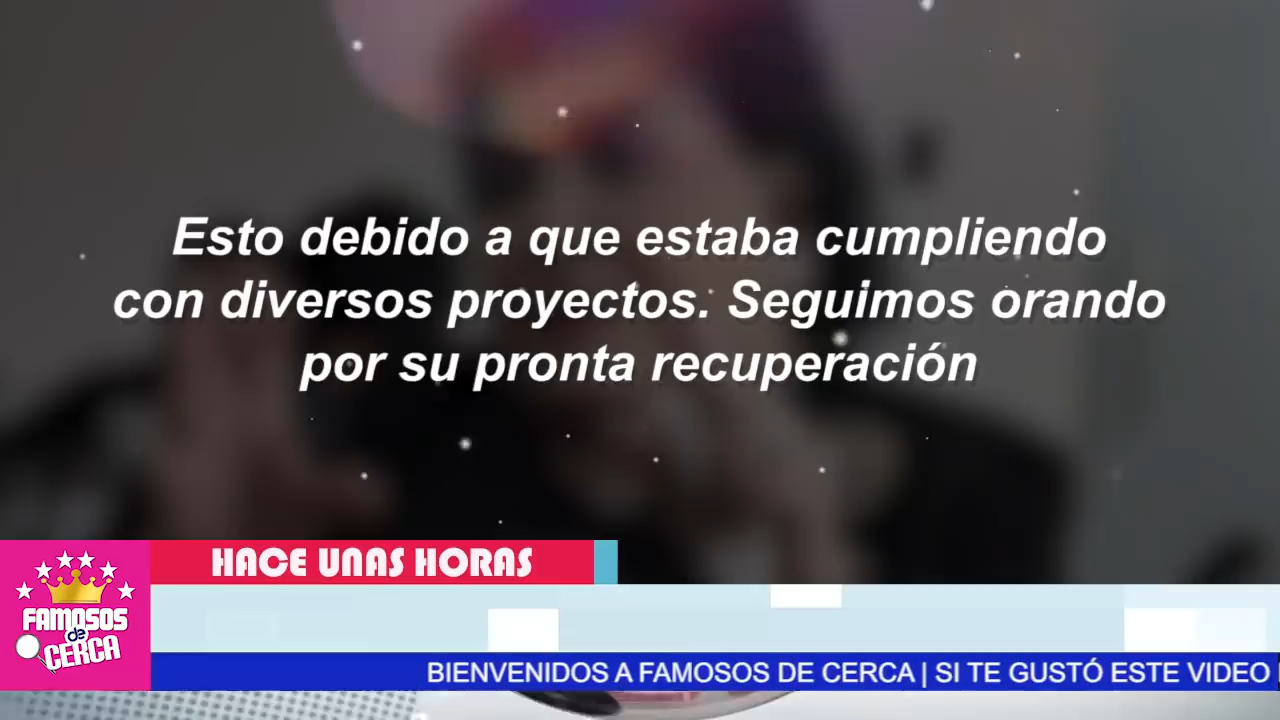 Esto debido a que estaba cumpliendo
con diversos proyectos. Seguimos orando
por su pronta recuperación
HACE UNAS HORAS
FAMOSOS
de
CERCA
BIENVENIDOS A FAMOSOS DE CERCA | SI TE GUSTÓ ESTE VIDEO